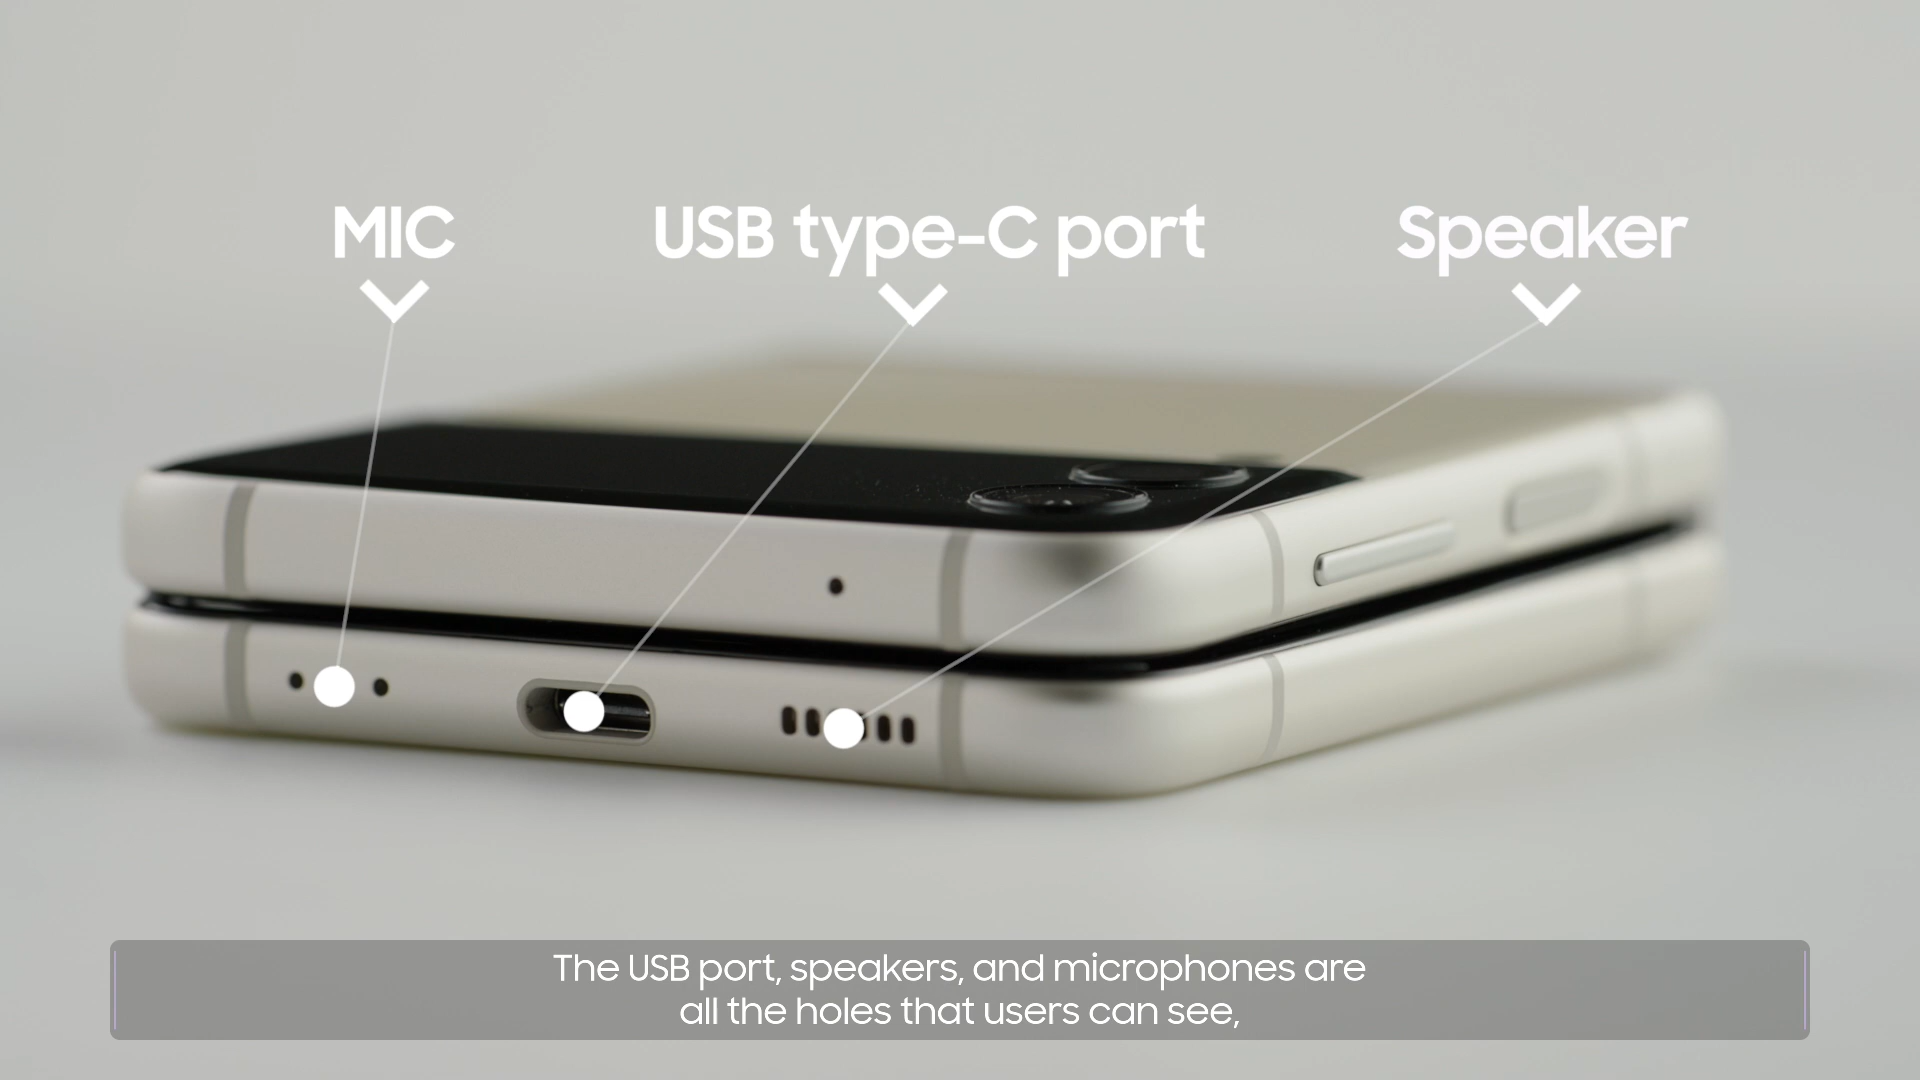 MIC
USB type-C port
Speaker
The USB port, speakers, and microphones are
all the holes that users can see,